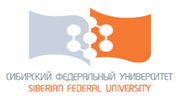 СИБИРСКИЙ ФЕДЕРАЛЬНЫЙ УНИВЕРСИТЕТ
SIBERIAN FEDERAL UNIVERSITY